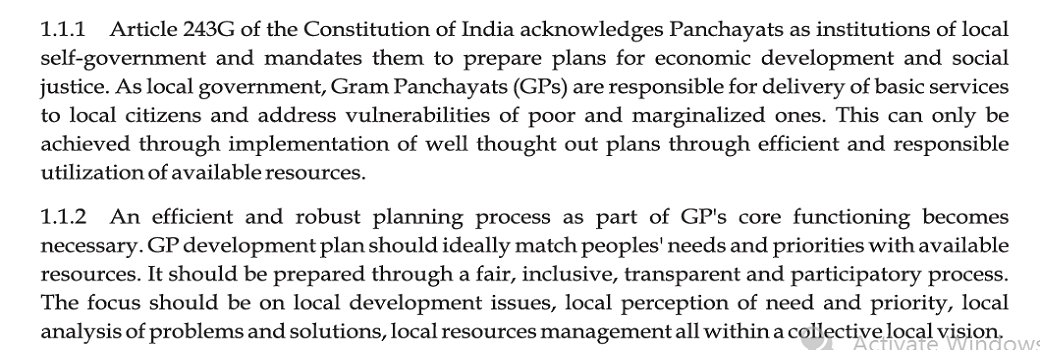 1.1.1 Article 243G of the Constitution of India acknowledges Panchayats as institutions of local
self-government and mandates them to prepare plans for economic development and social
justice. As local government, Gram Panchayats (GPs) are responsible for delivery of basic services
to local citizens and address vulnerabilities of poor and marginalized ones. This can only be
achieved through implementation of well thought out plans through efficient and responsible
utilization of available resources.
1.1.2 An efficient and robust planning process as part of GP's core functioning becomes
necessary. GP development plan should ideally match peoples' needs and priorities with available
resources. It should be prepared through a fair, inclusive, transparent and participatory process.
The focus should be on local development issues, local perception of need and priority, local
analysis of problems and solutions, local resources management all within a collective local vision.
Activate Windows